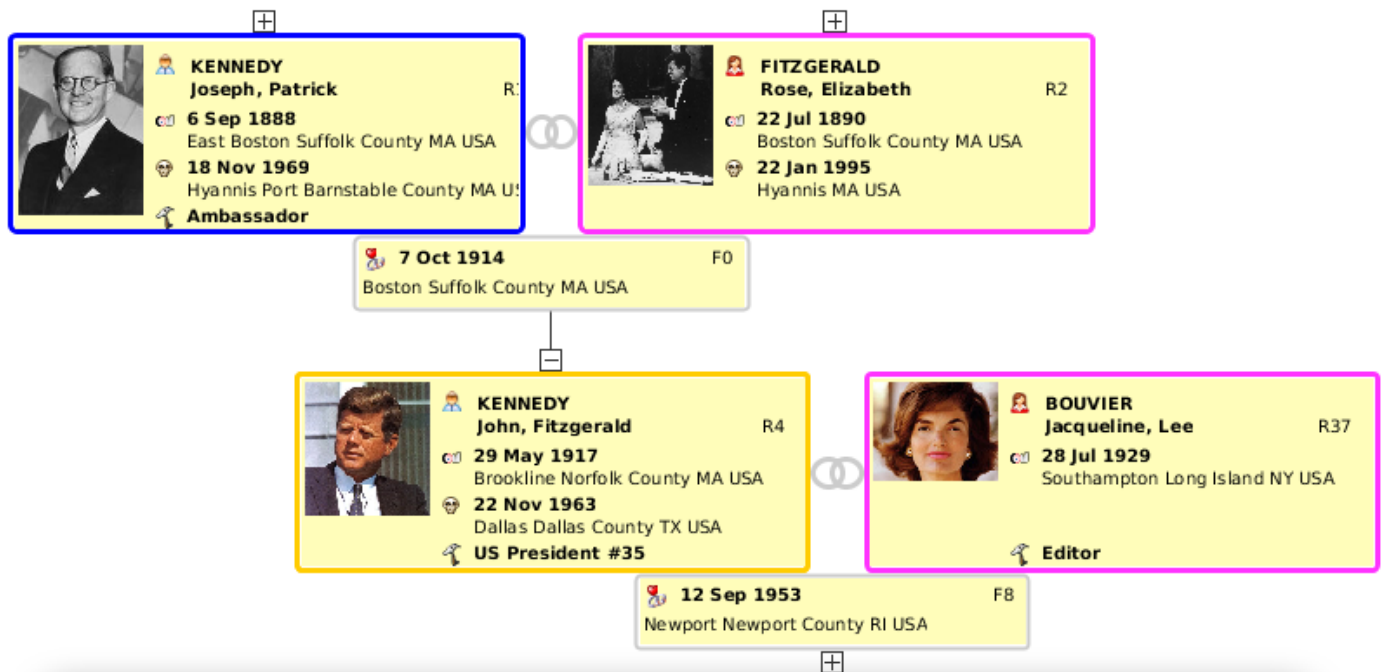 KENNEDY
Joseph, Patrick
6 Sep 1888
East Boston Suffolk County MA USA
18 Nov 1969
Hyannis Port Barnstable County MA
Ambassador
FITZGERALD
Rose, Elizabeth R2
22 Jul 1890
Boston Suffolk County MA USA
22 Jan 1995
Hyannis MA USA
7 Oct 1914 F0
Boston Suffolk County MA USA
KENNEDY
John, Fitzgerald R4
29 May 1917
Brookline Norfolk County MA USA
22 Nov 1963
Dallas Dallas County TX USA
US President #35
BOUVIER
Jacqueline, Lee R37
28 Jul 1929
Southampton Long Island NY USA
Editor
12 Sep 1953 F8
Newport Newport County RI USA